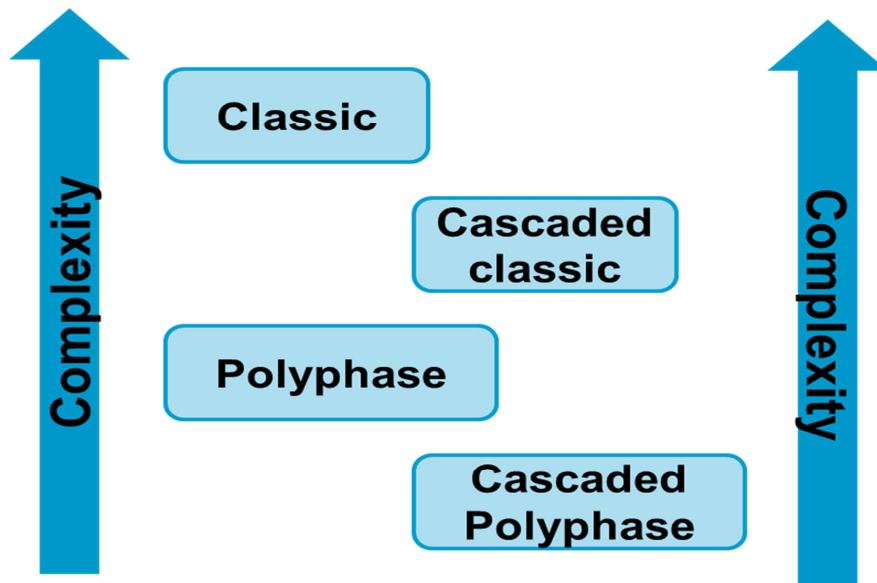 Complexity
Classic
Cascaded
classic
Polyphase
Cascaded
Polyphase
Complexity